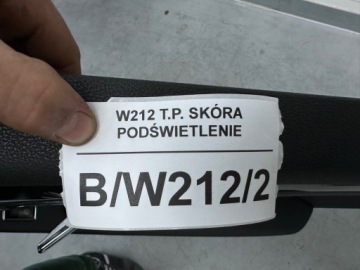 W212 T.P. SKÓRA
PODŚWIETLENIE
B/W212/2